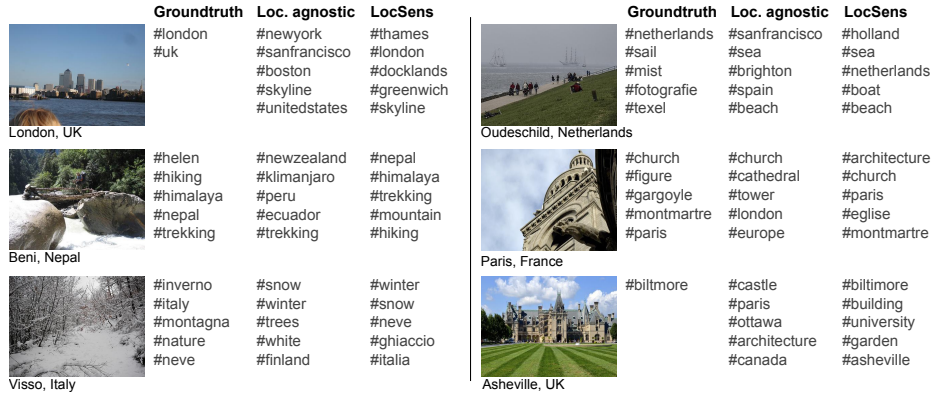 Groundtruth Loc. agnostic LocSens
#london #newyork #thames
#uk #sanfrancisco #london
#boston #docklands
#skyline #greenwich
#unitedstates #skyline
London, UK
#helen #newzealand #nepal
#hiking #klimanjaro #himalaya
#himalaya #peru #trekking
#nepal #ecuador #mountain
#trekking #trekking #hiking
Beni, Nepal
#inverno #snow #winter
#italy #winter #snow
#montagna #trees #neve
#nature #white #ghiaccio
#neve #finland #italia
Visso, Italy
Groundtruth Loc. agnostic LocSens
#netherlands #sanfrancisco #holland
#sail #sea #sea
#mist #brighton #netherlands
#fotografie #spain #boat
#texel #beach #beach
Oudeschild, Netherlands
#church #church #architecture
#figure #cathedral #church
#gargoyle #tower #paris
#montmartre #london #eglise
#paris #europe #montmartre
Paris, France
#biltmore #castle #biltimore
#paris #building
#ottawa #university
#architecture #garden
#canada #asheville
Asheville, UK